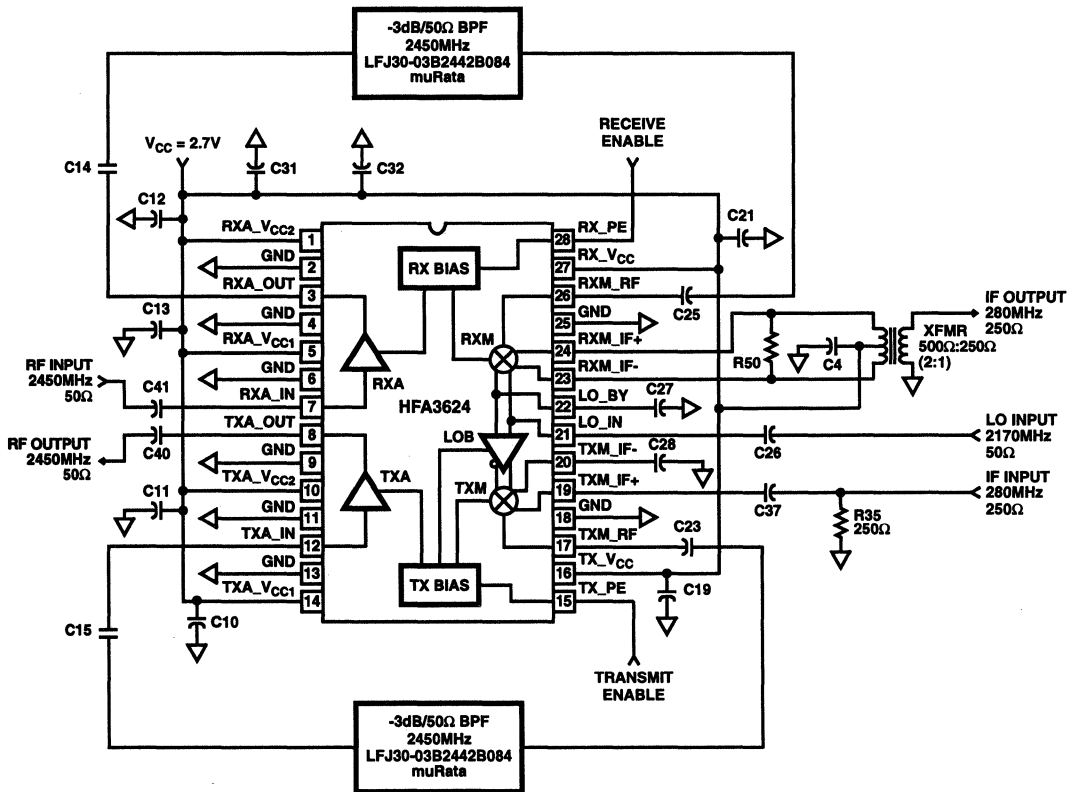 -3dB/50Ω BPF
2450MHz
LFJ30-03B2442B084
muRata
RECEIVE
ENABLE
VCC = 2.7V
C14
C31
C32
C12
C21
RXA_VCC2
1
28
RX_PE
GND
2
RX BIAS
27
RX_VCC
RXA_OUT
3
26
RXM_RF
C25
IF OUTPUT
280MHz
250Ω
C13
GND
4
25
GND
RXM
XFMR
500Ω:250Ω
(2:1)
RXA_VCC1
5
24
RXM_IF+
R50
C4
RF INPUT
2450MHz
50Ω
GND
6
RXA
23
RXM_IF-
C41
RXA_IN
7
HFA3624
22
LO_BY
C27
TXA_OUT
8
LOB
21
LO_IN
LO INPUT
2170MHz
50Ω
RF OUTPUT
2450MHz
50Ω
C40
C26
GND
9
20
TXM_IF-
C28
TXA_VCC2
10
TXA
TXM
19
TXM_IF+
IF INPUT
280MHz
250Ω
C37
C11
GND
11
18
GND
R35
250Ω
TXA_IN
12
17
TXM_RF
C23
GND
13
TX BIAS
16
TX_VCC
TXA_VCC1
14
15
TX_PE
C19
C10
C15
TRANSMIT
ENABLE
-3dB/50Ω BPF
2450MHz
LFJ30-03B2442B084
muRata